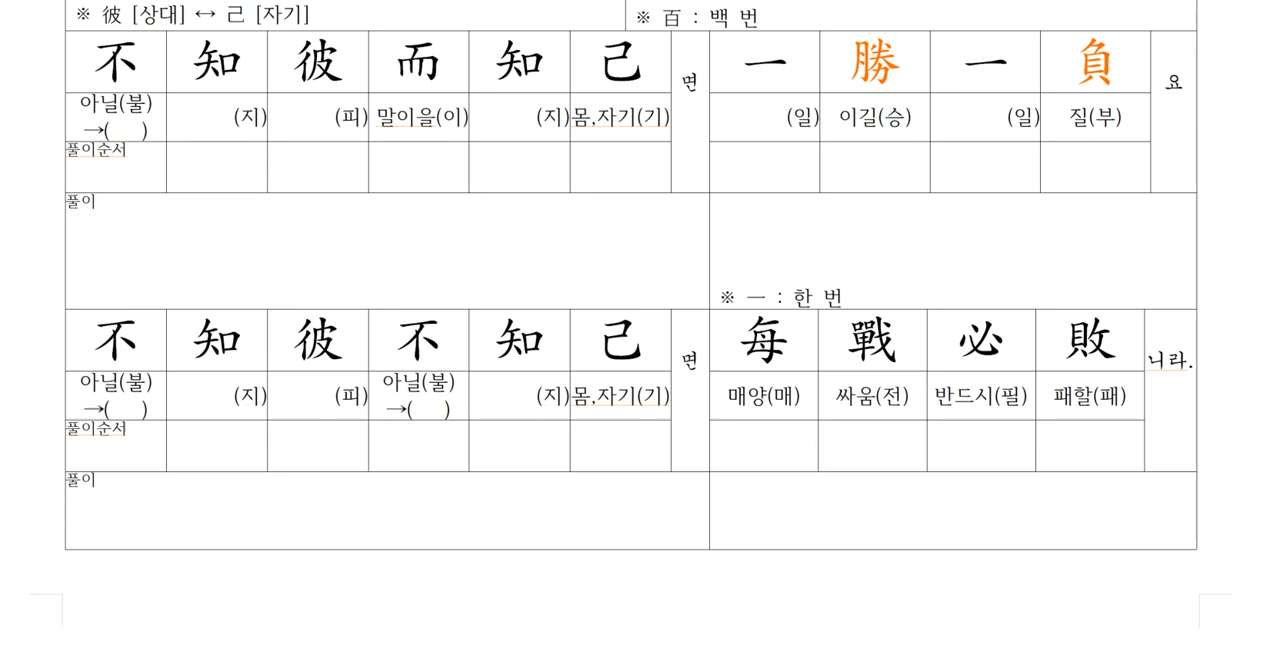 ※ 彼 [상대] ↔ 己 [자기]
※ 百 : 백 번
不 知 彼 而 知 己 면 一 勝 一 負 요
아닐(불) →( ) (지) (피) 말이을(이) (지) 몸,자기(기) (일) 이길(승) (일) 질(부)
풀이순서
풀이
※ 一 : 한 번
不 知 彼 不 知 己 면 每 戰 必 敗 니라.
아닐(불) →( ) (지) (피) 아닐(불) →( ) (지) 몸,자기(기) 매양(매) 싸움(전) 반드시(필) 패할(패)
풀이순서
풀이